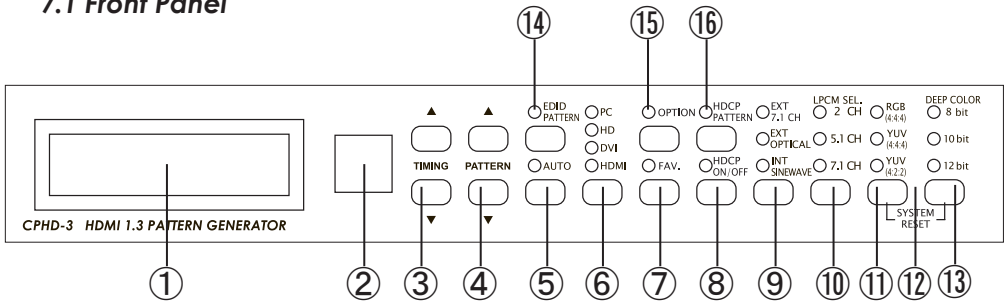 7.1 Front Panel
⑭ ⑮ ⑯
EDID PATTERN
PC
HD
DVI
HDMI
OPTION
HDCP PATTERN
EXT 7.1 CH
EXT OPTICAL
INT SINEWAVE
LPCM SEL.
2 CH
5.1 CH
7.1 CH
RGB (4:4:4)
YUV (4:4:4)
YUV (4:2:2)
DEEP COLOR
8 bit
10 bit
12 bit
TIMING
PATTERN
AUTO
FAV.
HDCP ON/OFF
SYSTEM RESET
CPHD-3 HDMI 1.3 PATTERN GENERATOR
① ② ③ ④ ⑤ ⑥ ⑦ ⑧ ⑨ ⑩ ⑪ ⑫ ⑬